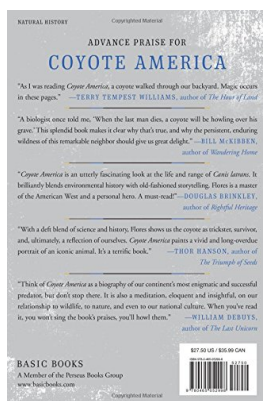 NATURAL HISTORY
ADVANCE PRAISE FOR
COYOTE AMERICA
“As I was reading Coyote America, a coyote walked through our backyard. Magic occurs
in these pages.” —TERRY TEMPEST WILLIAMS, author of The Hour of Land
“A biologist once told me, ‘When the last man dies, a coyote will be howling over his
grave.’ This splendid book makes it clear why that's true, and why the persistent, enduring
wildness of this remarkable neighbor should give us great delight.” —BILL MCKIBBEN,
author of Wandering Home
“Coyote America is an utterly fascinating look at the life and range of Canis latrans. It
brilliantly blends environmental history with old-fashioned storytelling. Flores is a master
of the American West and a personal hero. A must-read!” —DOUGLAS BRINKLEY,
author of Rightful Heritage
“With a deft blend of science and history, Flores shows us the coyote as trickster, survivor,
and, ultimately, a reflection of ourselves. Coyote America paints a vivid and long-overdue
portrait of an iconic animal. It's a terrific book.” —THOR HANSON, author of
The Triumph of Seeds
“Think of Coyote America as a biography of our continent's most enigmatic and successful
predator, but don't stop there. It is also a meditation, eloquent and insightful, on our
relationship to wildlife, to nature, and even to our national culture. When you've read
it, you won't sing the book's praises, you'll howl them.” —WILLIAM DEBUYS,
author of The Last Unicorn
BASIC BOOKS
A Member of the Perseus Books Group
www.basicbooks.com
$27.50 US / $35.99 CAN